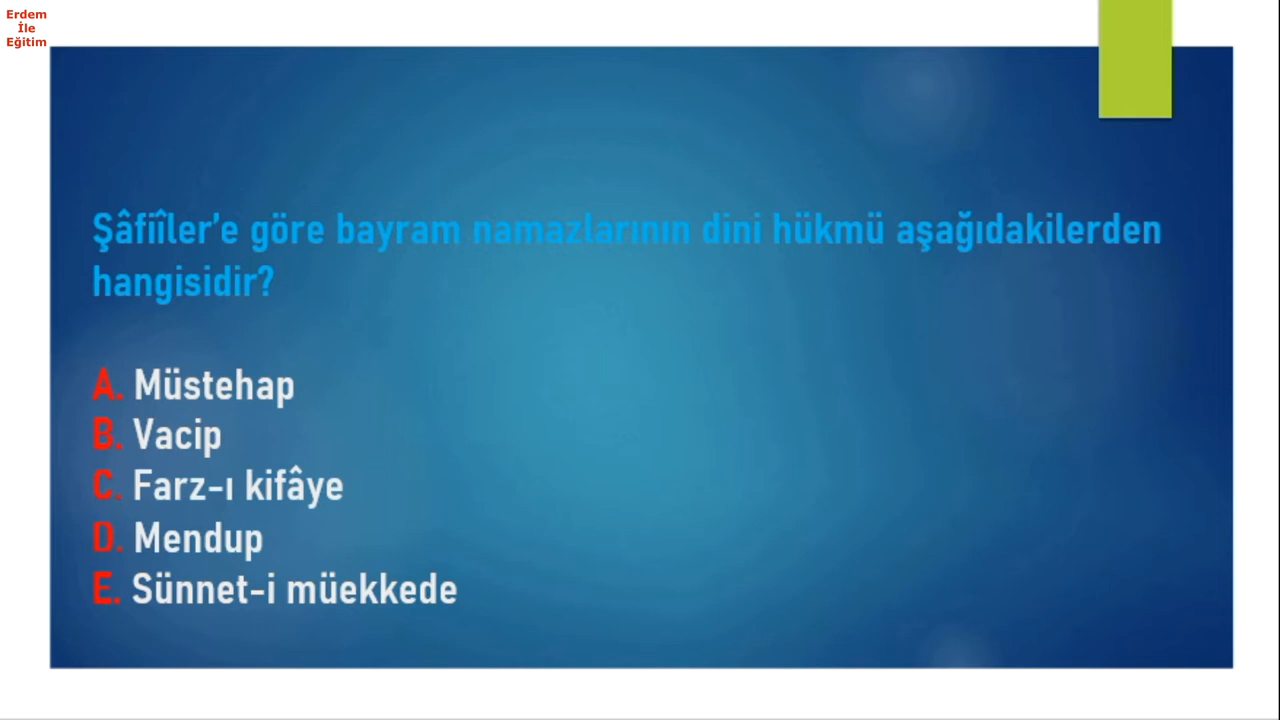 Erdem
İle
Eğitim
Şâfiîler’e göre bayram namazlarının dini hükmü aşağıdakilerden
hangisidir?
A. Müstehap
B. Vacip
C. Farz-ı kifâye
D. Mendup
E. Sünnet-i müekkede